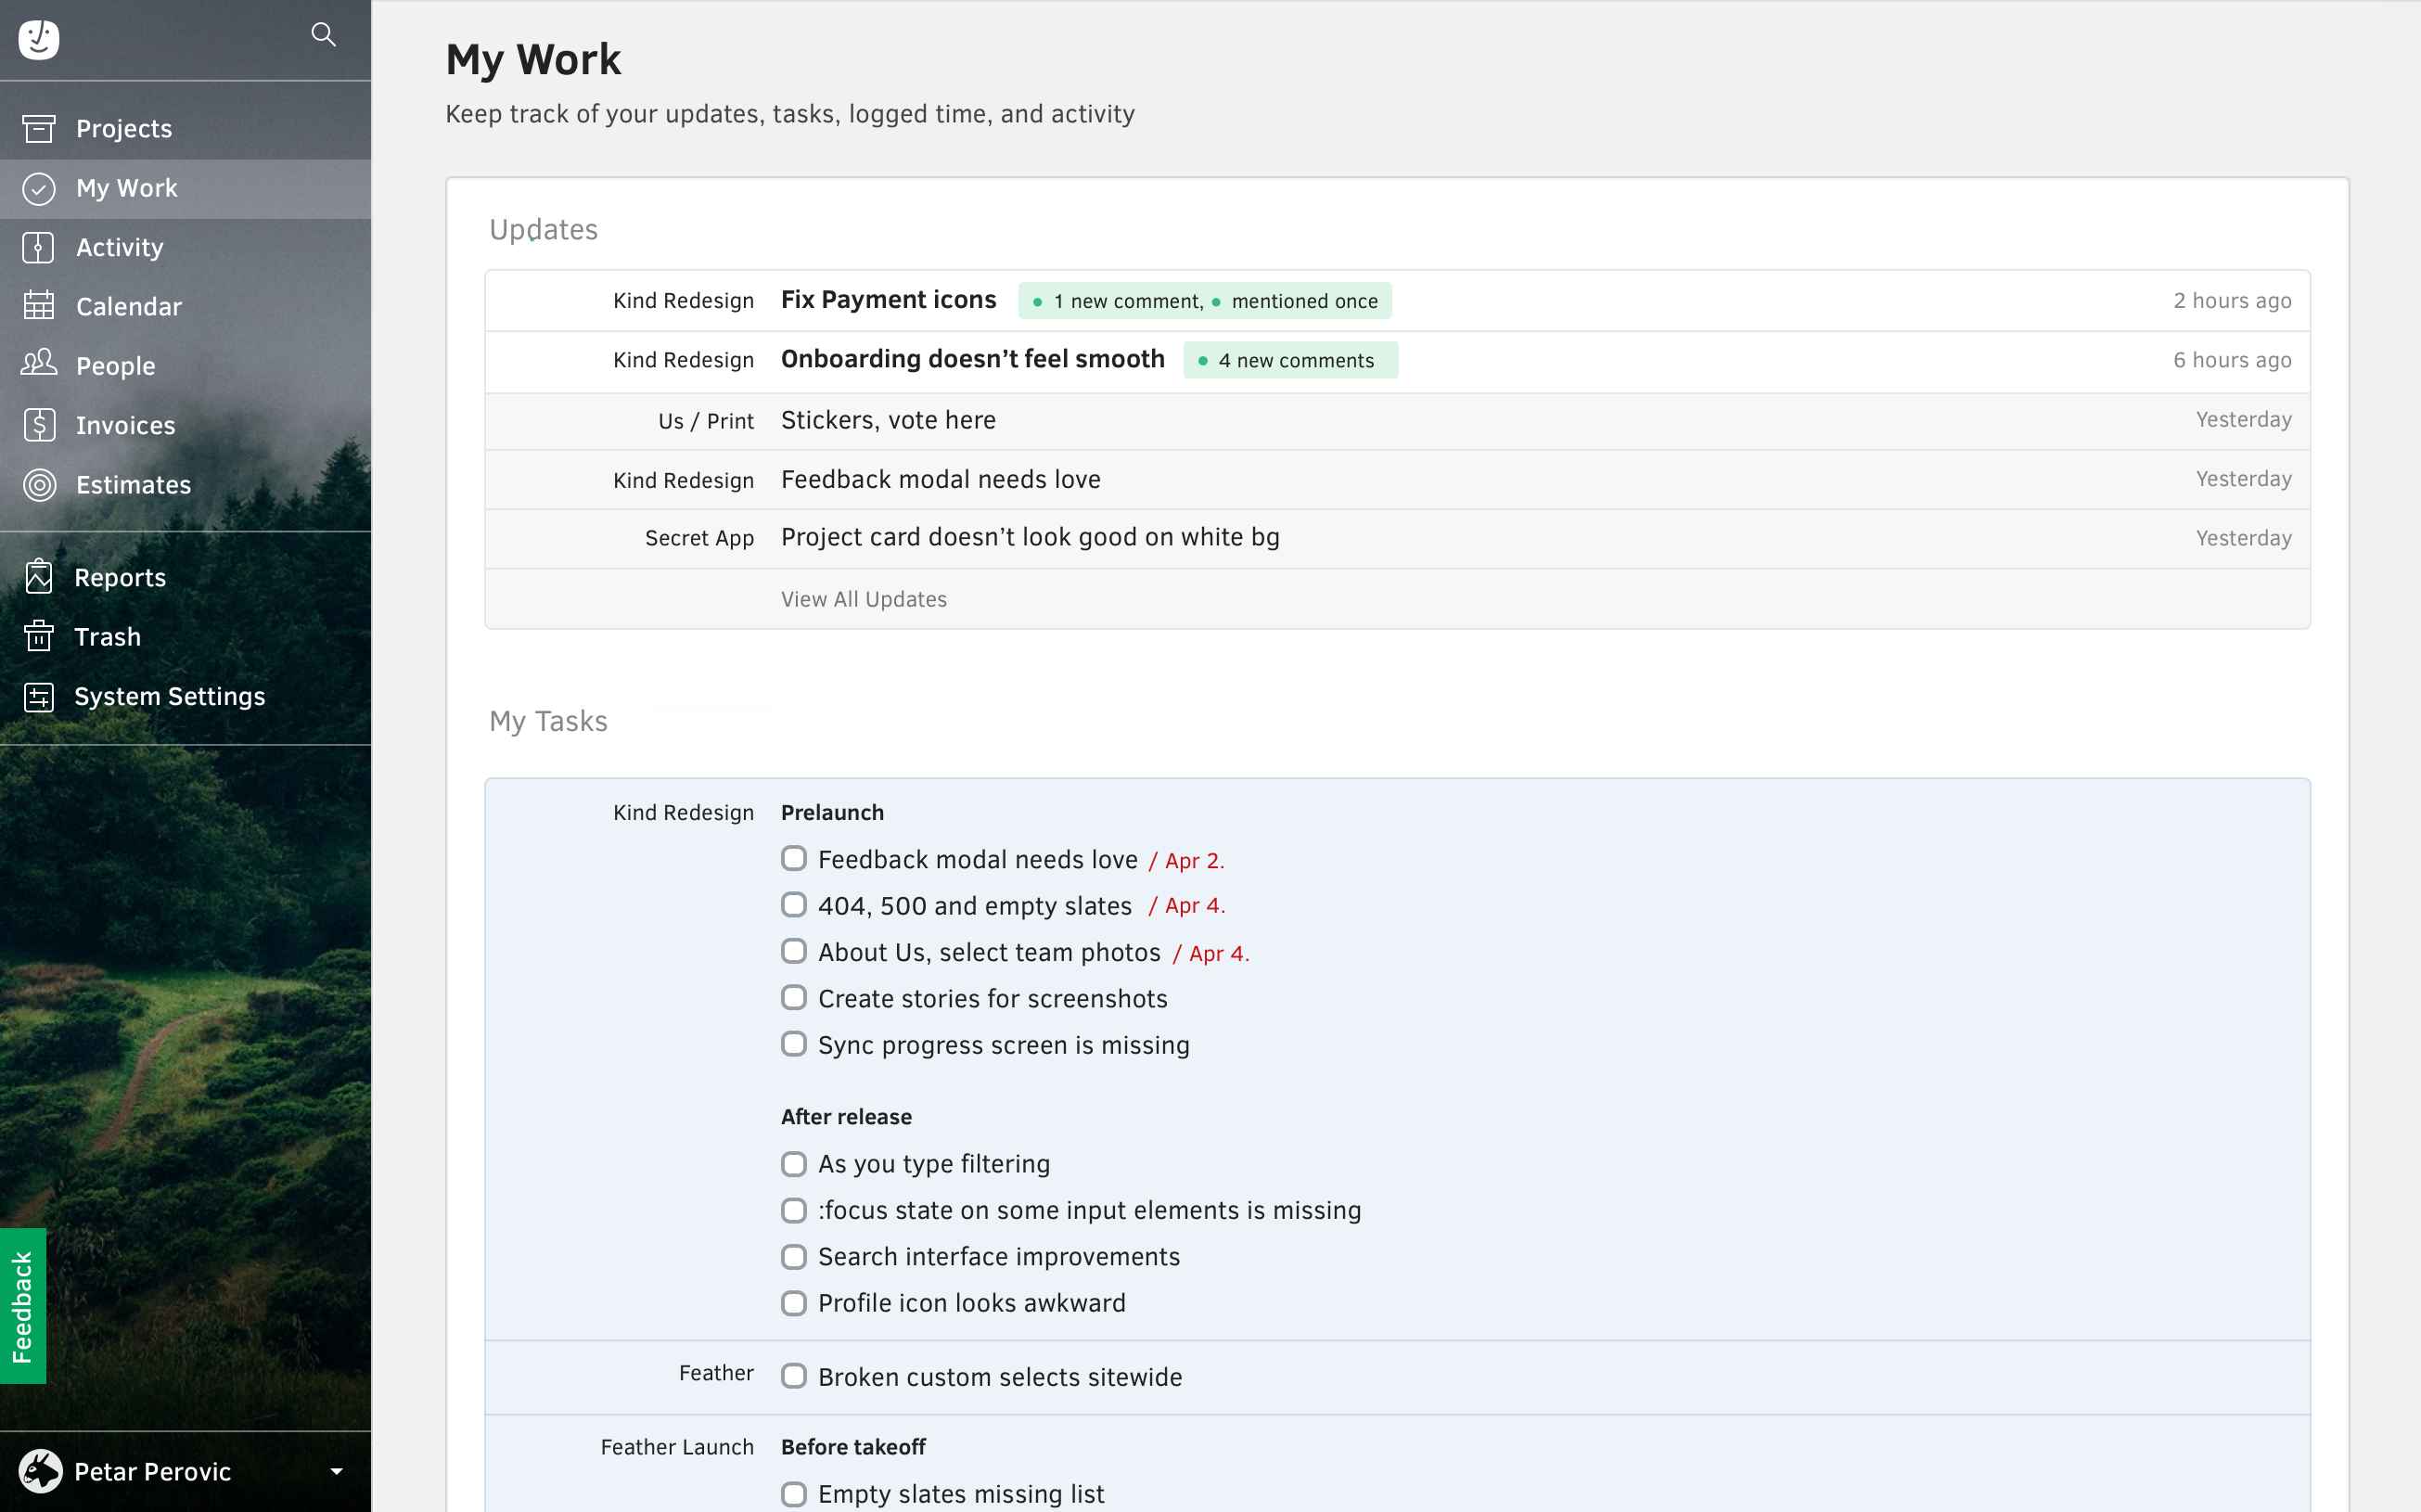 Projects
My Work
Activity
Calendar
People
Invoices
Estimates
Reports
Trash
System Settings
Feedback
Petar Perovic
My Work
Keep track of your updates, tasks, logged time, and activity
Updates
Kind Redesign Fix Payment icons 1 new comment, mentioned once 2 hours ago
Kind Redesign Onboarding doesn’t feel smooth 4 new comments 6 hours ago
Us / Print Stickers, vote here Yesterday
Kind Redesign Feedback modal needs love Yesterday
Secret App Project card doesn’t look good on white bg Yesterday
View All Updates
My Tasks
Kind Redesign Prelaunch
Feedback modal needs love / Apr 2.
404, 500 and empty slates / Apr 4.
About Us, select team photos / Apr 4.
Create stories for screenshots
Sync progress screen is missing
After release
As you type filtering
:focus state on some input elements is missing
Search interface improvements
Profile icon looks awkward
Feather Broken custom selects sitewide
Feather Launch Before takeoff
Empty slates missing list